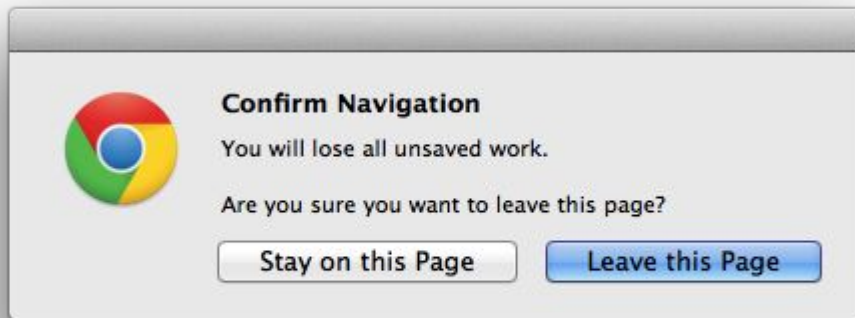 Confirm Navigation
You will lose all unsaved work.
Are you sure you want to leave this page?
Stay on this Page
Leave this Page